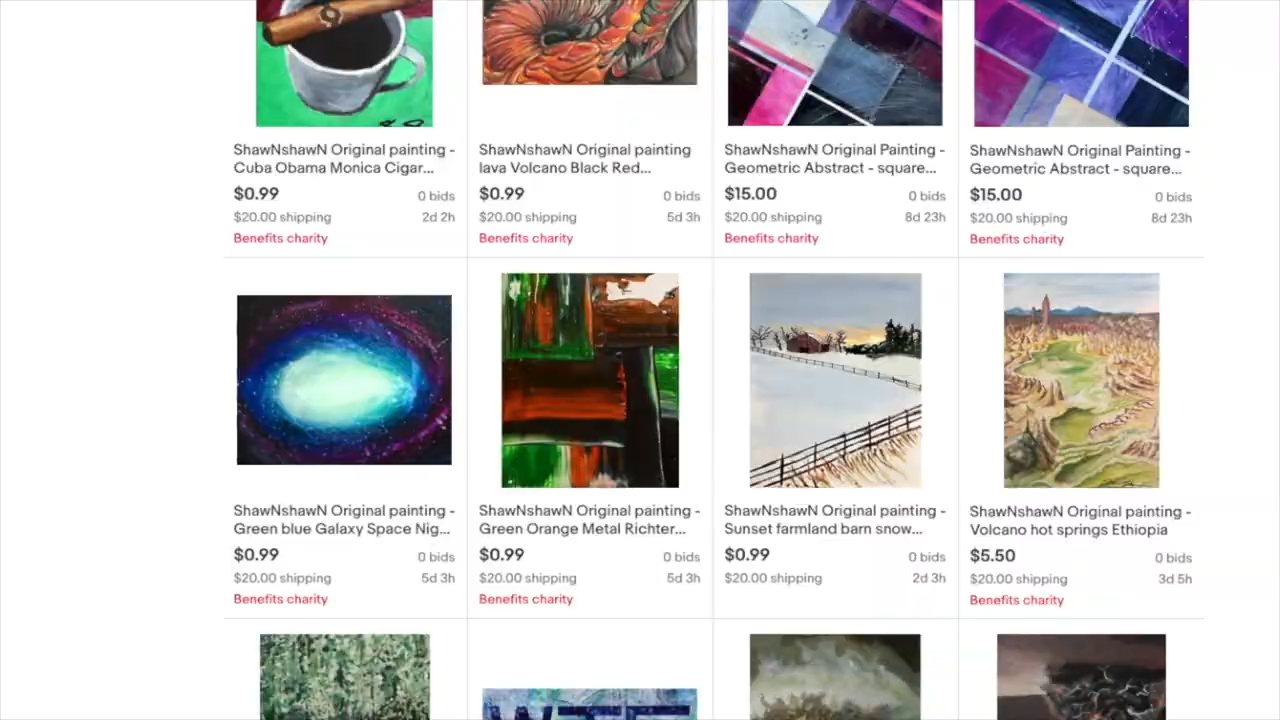 ShawNshawN Original painting -
Cuba Obama Monica Cigar...
$0.99
0 bids
$20.00 shipping
2d 2h
Benefits charity
ShawNshawN Original painting
lava Volcano Black Red...
$0.99
0 bids
$20.00 shipping
5d 3h
Benefits charity
ShawNshawN Original Painting -
Geometric Abstract - square...
$15.00
0 bids
$20.00 shipping
8d 23h
Benefits charity
ShawNshawN Original Painting -
Geometric Abstract - square...
$15.00
0 bids
$20.00 shipping
8d 23h
Benefits charity
ShawNshawN Original painting -
Green blue Galaxy Space Nig...
$0.99
0 bids
$20.00 shipping
5d 3h
Benefits charity
ShawNshawN Original painting -
Green Orange Metal Richter...
$0.99
0 bids
$20.00 shipping
5d 3h
Benefits charity
ShawNshawN Original painting -
Sunset farmland barn snow...
$0.99
0 bids
$20.00 shipping
2d 3h
ShawNshawN Original painting -
Volcano hot springs Ethiopia
$5.50
0 bids
$20.00 shipping
3d 5h
Benefits charity